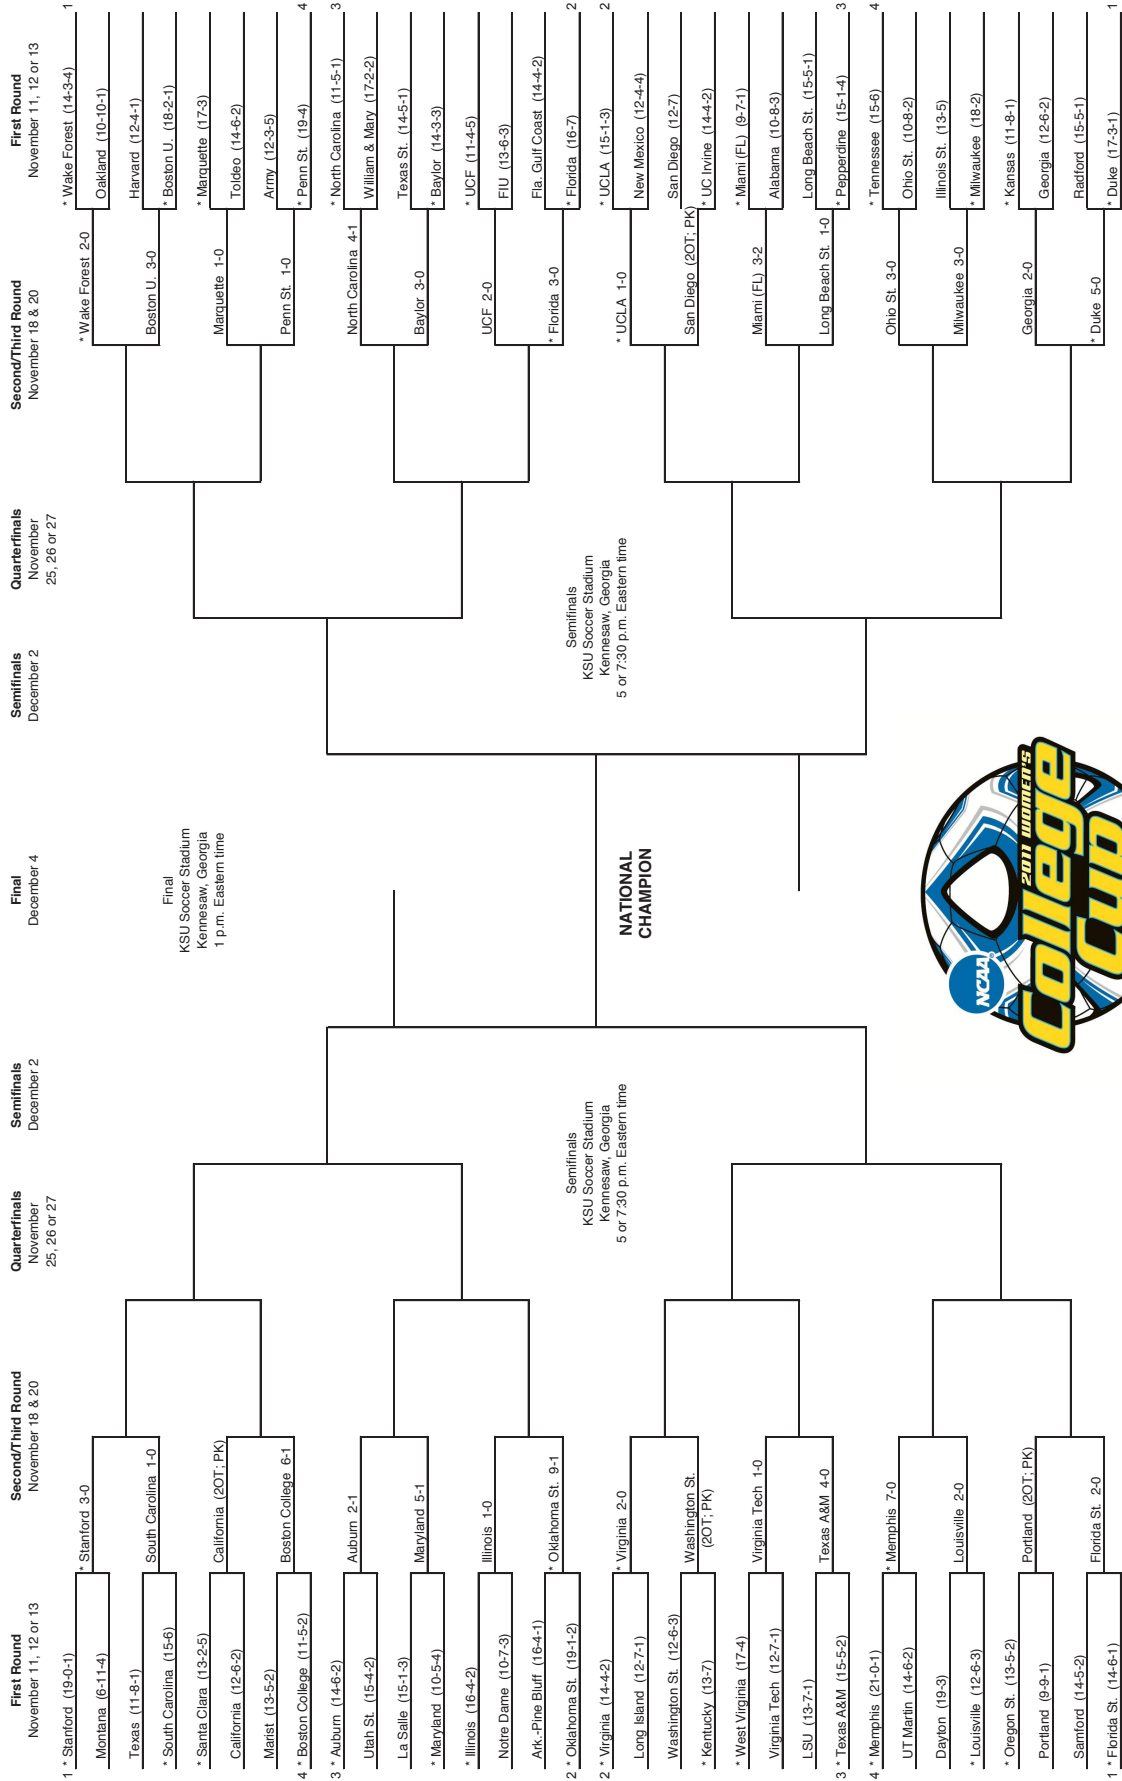 First Round
November 11, 12 or 13
Second/Third Round
November 18 & 20
Quarterfinals
November
25, 26 or 27
Semifinals
December 2
Final
December 4
Semifinals
December 2
Quarterfinals
November
25, 26 or 27
Second/Third Round
November 18 & 20
First Round
November 11, 12 or 13
1 * Stanford (19-0-1)
Montana (6-11-4)
Texas (11-8-1)
* South Carolina (15-6)
* Santa Clara (13-2-5)
California (12-6-2)
Marist (13-5-2)
4 * Boston College (11-5-2)
3 * Auburn (14-6-2)
Utah St. (15-4-2)
La Salle (15-1-3)
* Maryland (10-5-4)
* Illinois (16-4-2)
Notre Dame (10-7-3)
Ark.-Pine Bluff (16-4-1)
2 * Oklahoma St. (19-1-2)
2 * Virginia (14-4-2)
Long Island (12-7-1)
Washington St. (12-6-3)
* Kentucky (13-7)
* West Virginia (17-4)
Virginia Tech (12-7-1)
LSU (13-7-1)
3 * Texas A&M (15-5-2)
4 * Memphis (21-0-1)
UT Martin (14-6-2)
Dayton (19-3)
* Louisville (12-6-3)
* Oregon St. (13-5-2)
Portland (9-9-1)
Samford (14-5-2)
1 * Florida St. (14-6-1)
* Stanford 3-0
South Carolina 1-0
California (2OT; PK)
Boston College 6-1
Auburn 2-1
Maryland 5-1
Illinois 1-0
* Oklahoma St. 9-1
* Virginia 2-0
Washington St.
(2OT; PK)
Virginia Tech 1-0
Texas A&M 4-0
* Memphis 7-0
Louisville 2-0
Portland (2OT; PK)
Florida St. 2-0
Semifinals
KSU Soccer Stadium
Kennesaw, Georgia
5 or 7:30 p.m. Eastern time
Final
KSU Soccer Stadium
Kennesaw, Georgia
1 p.m. Eastern time
NATIONAL
CHAMPION
NCAA
2011 WOMEN'S
College
Cup
Semifinals
KSU Soccer Stadium
Kennesaw, Georgia
5 or 7:30 p.m. Eastern time
* Wake Forest 2-0
Boston U. 3-0
Marquette 1-0
Penn St. 1-0
North Carolina 4-1
Baylor 3-0
UCF 2-0
* Florida 3-0
* UCLA 1-0
San Diego (2OT; PK)
Miami (FL) 3-2
Long Beach St. 1-0
Ohio St. 3-0
Milwaukee 3-0
Georgia 2-0
* Duke 5-0
* Wake Forest (14-3-4) 1
Oakland (10-10-1)
Harvard (12-4-1)
* Boston U. (18-2-1)
* Marquette (17-3)
Toldeo (14-6-2)
Army (12-3-5)
* Penn St. (19-4) 4
* North Carolina (11-5-1) 3
William & Mary (17-2-2)
Texas St. (14-5-1)
* Baylor (14-3-3)
* UCF (11-4-5)
FIU (13-6-3)
Fla. Gulf Coast (14-4-2)
* Florida (16-7) 2
* UCLA (15-1-3) 2
New Mexico (12-4-4)
San Diego (12-7)
* UC Irvine (14-4-2)
* Miami (FL) (9-7-1)
Alabama (10-8-3)
Long Beach St. (15-5-1)
* Pepperdine (15-1-4) 3
* Tennessee (15-6) 4
Ohio St. (10-8-2)
Illinois St. (13-5)
* Milwaukee (18-2)
* Kansas (11-8-1)
Georgia (12-6-2)
Radford (15-5-1)
* Duke (17-3-1) 1